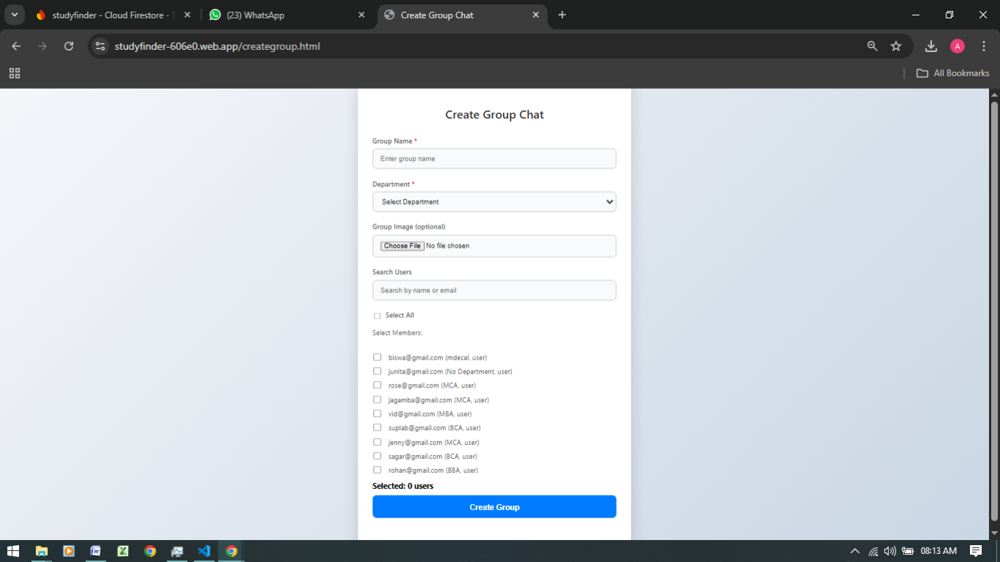 studyfinder - Cloud Firestore -
(23) WhatsApp
Create Group Chat
studyfinder-606e0.web.app/creategroup.html
A
All Bookmarks
Create Group Chat
Group Name *
Enter group name
Department *
Select Department
Group Image (optional)
Choose File No file chosen
Search Users
Search by name or email
Select All
Select Members:
biswa@gmail.com (mdecal, user)
junita@gmail.com (No Department, user)
rose@gmail.com (MCA, user)
jagamba@gmail.com (MCA, user)
vid@gmail.com (MBA, user)
suplab@gmail.com (BCA, user)
jenny@gmail.com (MCA, user)
sagar@gmail.com (BCA, user)
rohan@gmail.com (BBA, user)
Selected: 0 users
Create Group
08:13 AM